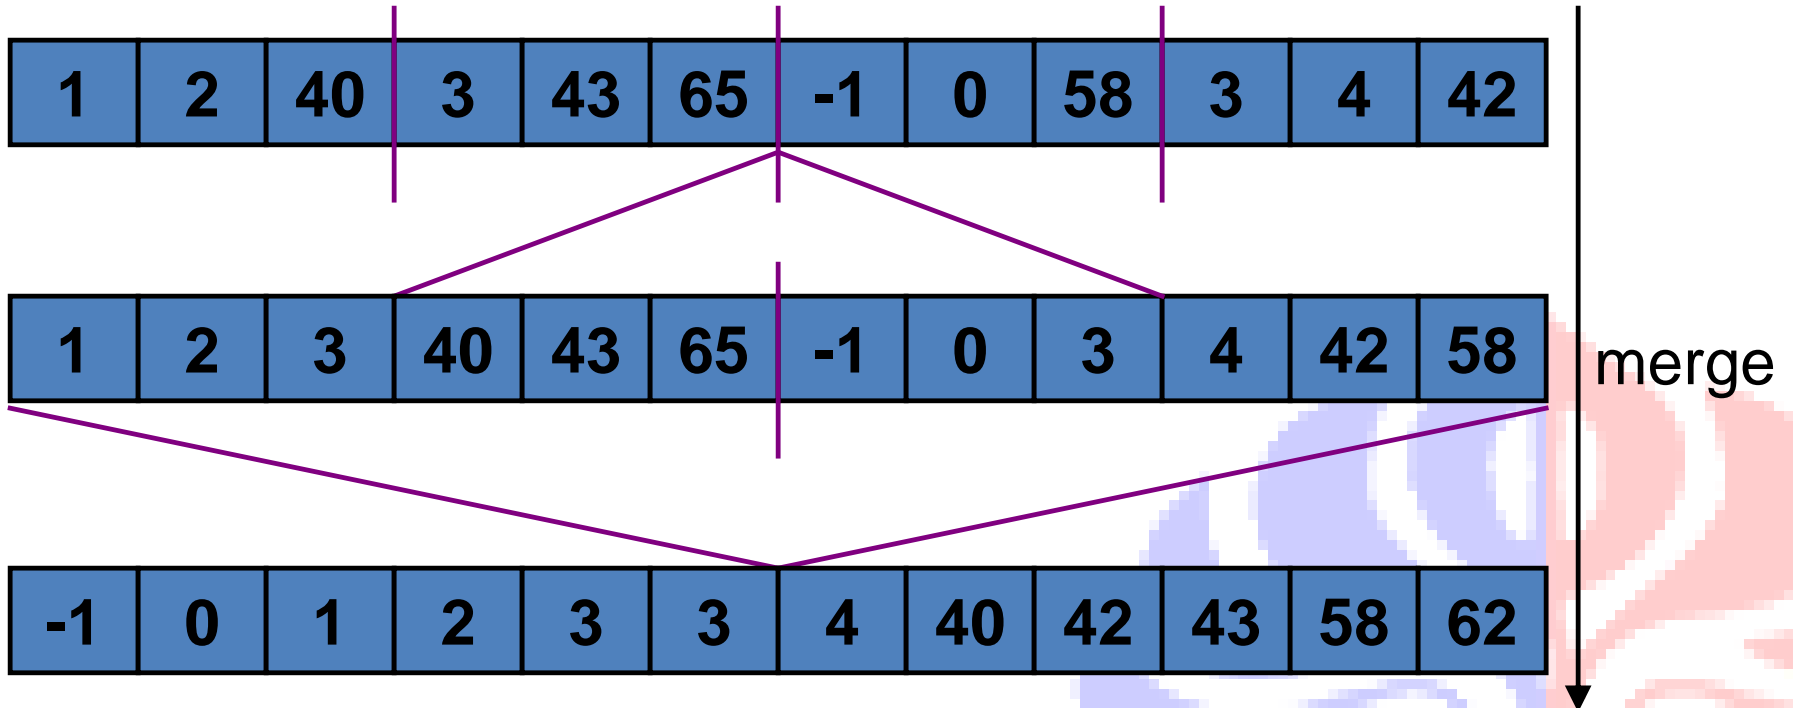 1 2 40 3 43 65 -1 0 58 3 4 42
1 2 3 40 43 65 -1 0 3 4 42 58
merge
-1 0 1 2 3 3 4 40 42 43 58 62